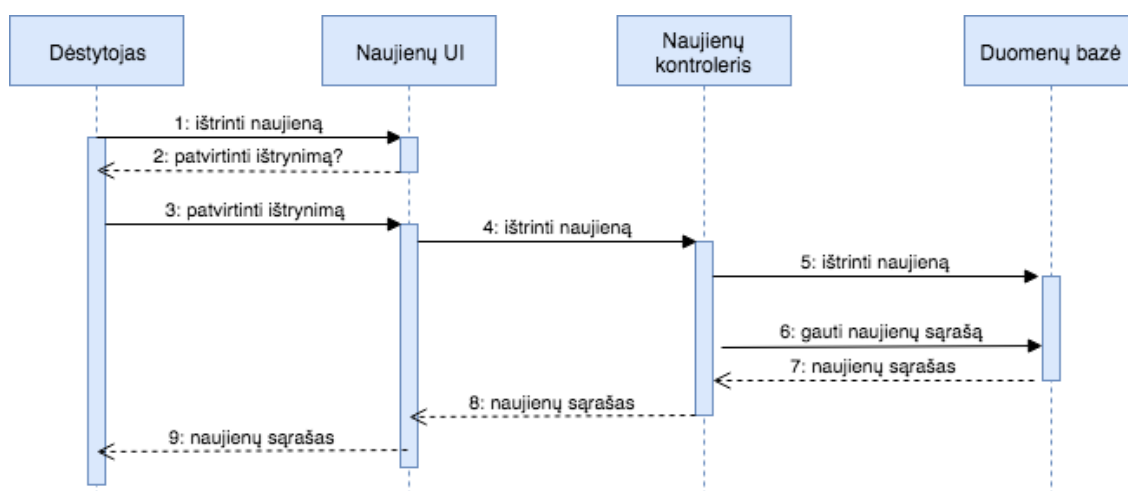 Dėstytojas
Naujienų UI
Naujienų
kontroleris
Duomenų bazė
1: ištrinti naujieną
2: patvirtinti ištrynimą?
3: patvirtinti ištrynimą
4: ištrinti naujieną
5: ištrinti naujieną
6: gauti naujienų sąrašą
7: naujienų sąrašas
8: naujienų sąrašas
9: naujienų sąrašas